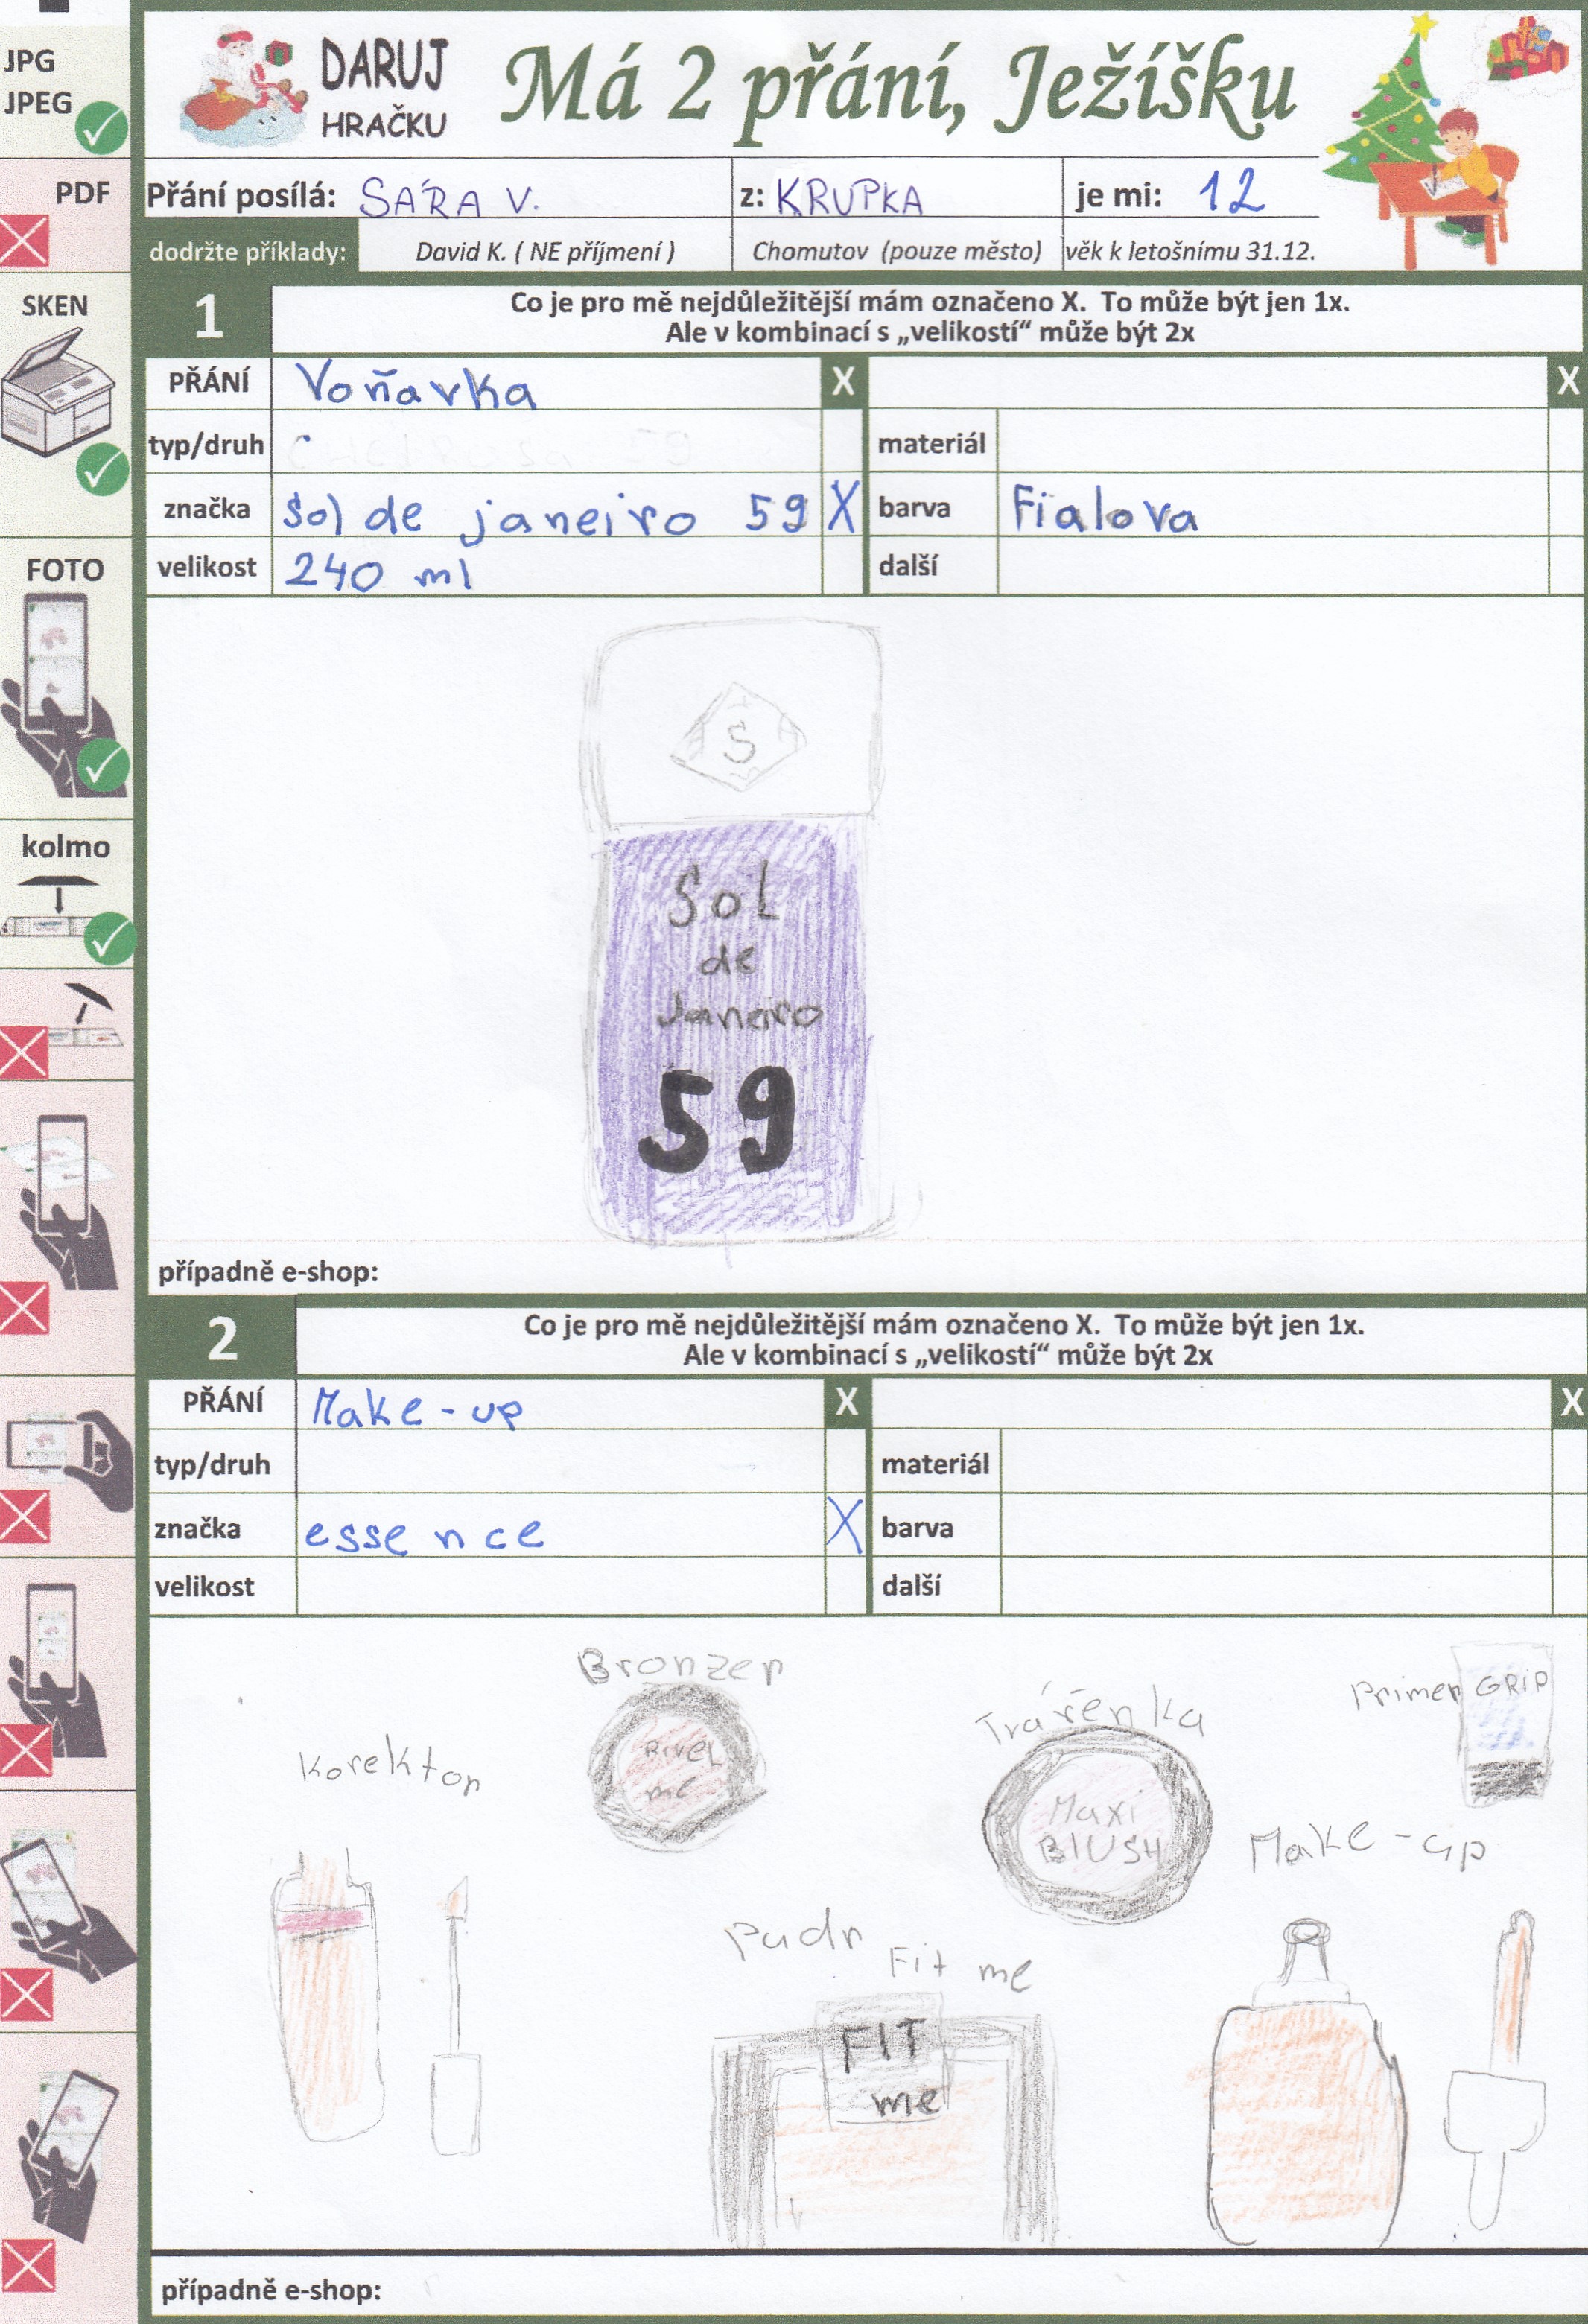 JPG
JPEG
PDF
SKEN
FOTO
kolmo
DARUJ
HRAČKU
Má 2 přání, Ježíšku
Přání posílá: SÁRA V. z: KRUPKA je mi: 12
dodržte příklady: David K. ( NE příjmení ) Chomutov (pouze město) věk k letošnímu 31.12.
1 Co je pro mě nejdůležitější mám označeno X. To může být jen 1x.
Ale v kombinací s „velikostí“ může být 2x
PŘÁNÍ Voňavka X X
typ/druh materiál
značka Sol de janeiro 59 X barva Fialova
velikost 240 ml další
S
Sol
de
Janeiro
59
případně e-shop:
2 Co je pro mě nejdůležitější mám označeno X. To může být jen 1x.
Ale v kombinací s „velikostí“ může být 2x
PŘÁNÍ Make-up X X
typ/druh materiál
značka essence X barva
velikost další
Bronzer
me
Korektor
Tvářěnka
Maxi
BlUSH
Primer GRIP
Make-up
Pudr Fit me
FIT
me
případně e-shop: